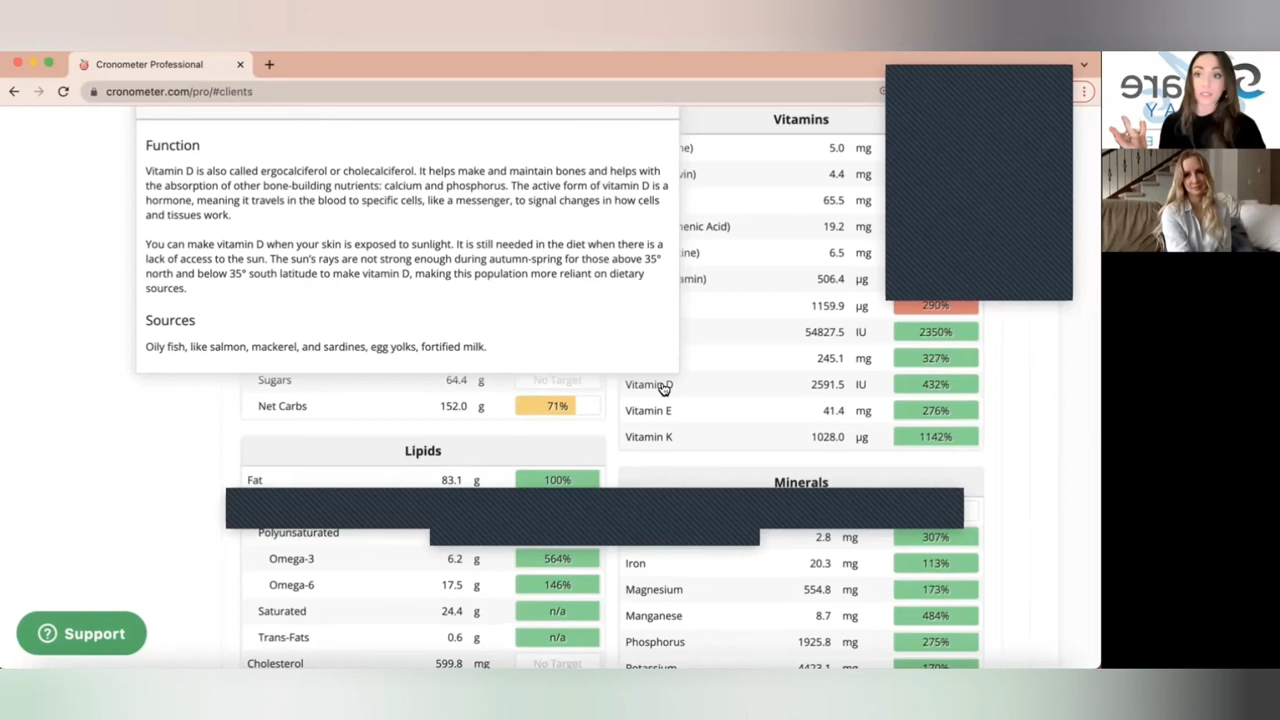 Cronometer Professional
cronometer.com/pro/#clients
Function
Vitamin D is also called ergocalciferol or cholecalciferol. It helps make and maintain bones and helps with
the absorption of other bone-building nutrients: calcium and phosphorus. The active form of vitamin D is a
hormone, meaning it travels in the blood to specific cells, like a messenger, to signal changes in how cells
and tissues work.
You can make vitamin D when your skin is exposed to sunlight. It is still needed in the diet when there is a
lack of access to the sun. The sun's rays are not strong enough during autumn-spring for those above 35°
north and below 35° south latitude to make vitamin D, making this population more reliant on dietary
sources.
Sources
Oily fish, like salmon, mackerel, and sardines, egg yolks, fortified milk.
Sugars 64.4 g No Target
Net Carbs 152.0 g 71%
Lipids
Fat 83.1 g 100%
Polyunsaturated
Omega-3 6.2 g 564%
Omega-6 17.5 g 146%
Saturated 24.4 g n/a
Trans-Fats 0.6 g n/a
Cholesterol 599.8 mg No Target
Vitamins
ne) 5.0 mg
vin) 4.4 mg
65.5 mg
henic Acid) 19.2 mg
ine) 6.5 mg
amin) 506.4 µg
1159.9 µg 290%
54827.5 IU 2350%
245.1 mg 327%
Vitamin D 2591.5 IU 432%
Vitamin E 41.4 mg 276%
Vitamin K 1028.0 µg 1142%
Minerals
2.8 mg 307%
Iron 20.3 mg 113%
Magnesium 554.8 mg 173%
Manganese 8.7 mg 484%
Phosphorus 1925.8 mg 275%
Potassium 4423.1 mg 170%
Support